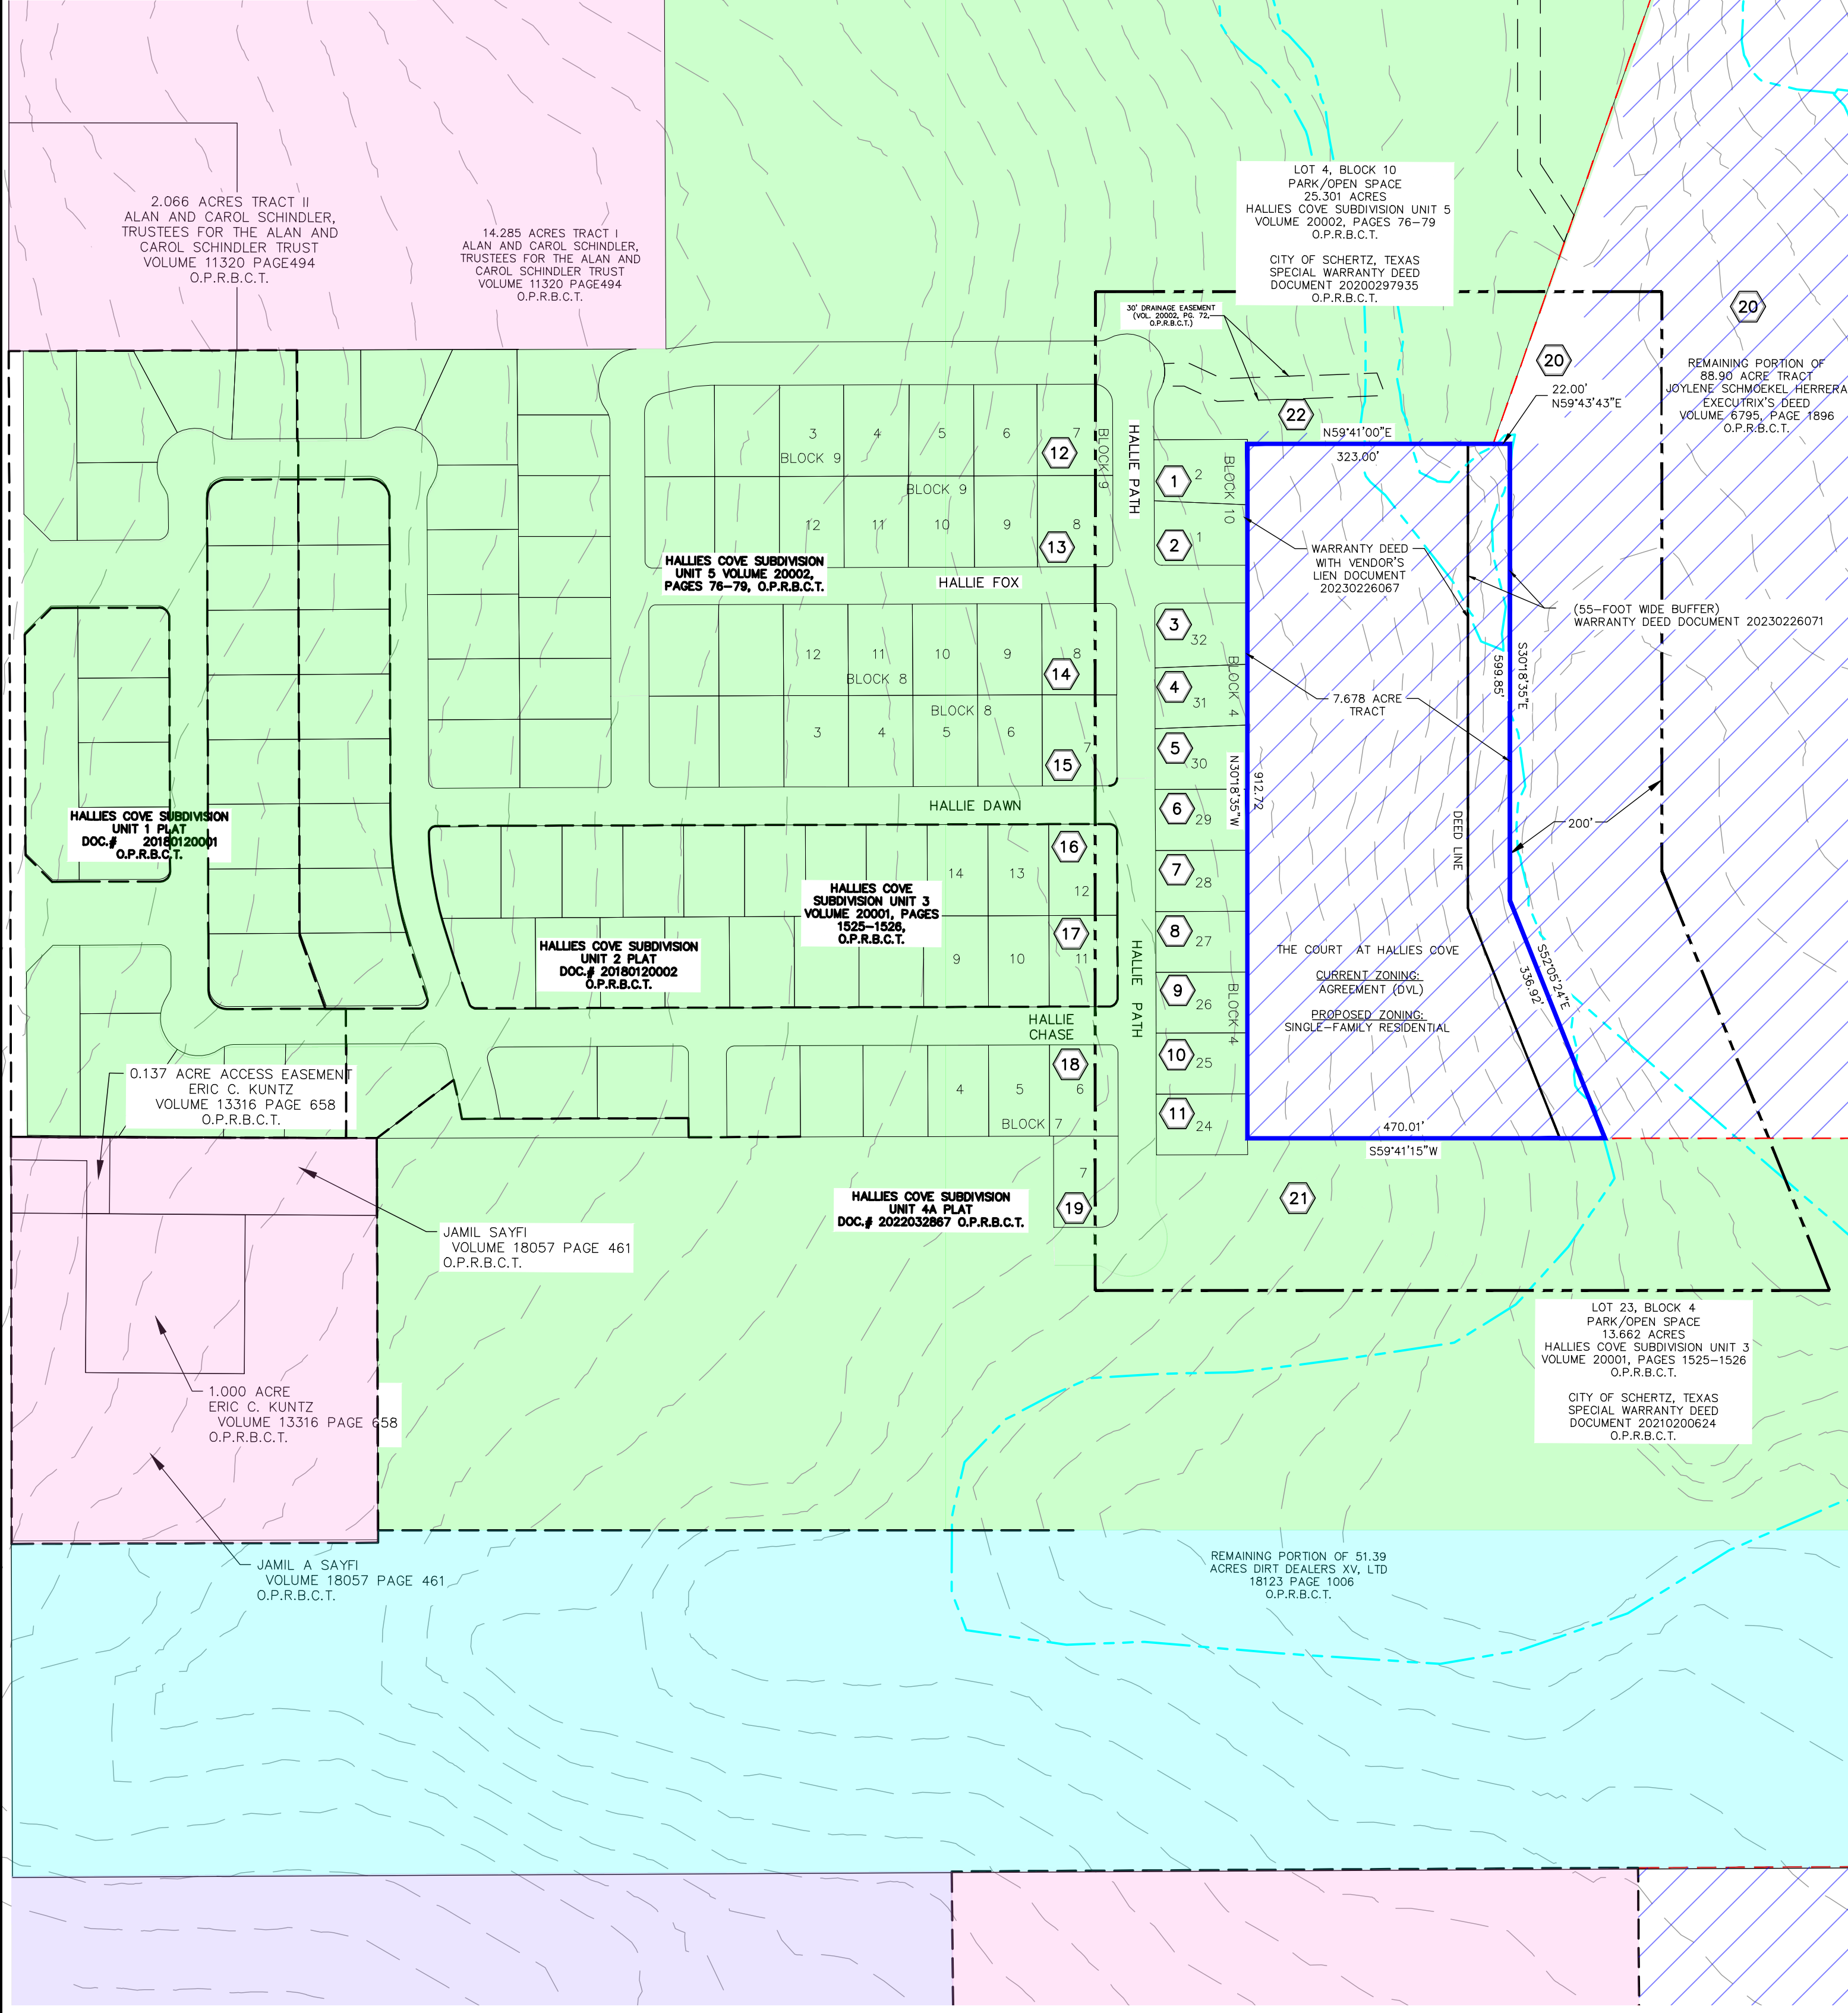 2.066 ACRES TRACT II
ALAN AND CAROL SCHINDLER,
TRUSTEES FOR THE ALAN AND
CAROL SCHINDLER TRUST
VOLUME 11320 PAGE494
O.P.R.B.C.T.
14.285 ACRES TRACT I
ALAN AND CAROL SCHINDLER,
TRUSTEES FOR THE ALAN AND
CAROL SCHINDLER TRUST
VOLUME 11320 PAGE494
O.P.R.B.C.T.
LOT 4, BLOCK 10
PARK/OPEN SPACE
25.301 ACRES
HALLIES COVE SUBDIVISION UNIT 5
VOLUME 20002, PAGES 76-79
O.P.R.B.C.T.
CITY OF SCHERTZ, TEXAS
SPECIAL WARRANTY DEED
DOCUMENT 20200297935
O.P.R.B.C.T.
30' DRAINAGE EASEMENT
(VOL. 20002, PG. 72,
O.P.R.B.C.T.)
20
20
REMAINING PORTION OF
88.90 ACRE TRACT
JOYLENE SCHMOEKEL HERRERA
EXECUTRIX'S DEED
VOLUME 6795, PAGE 1896
O.P.R.B.C.T.
22.00'
N59°43'43"E
22
N59°41'00"E
323.00'
3
4
5
6
7
12
BLOCK 9
BLOCK 9
BLOCK 9
12
11
10
9
8
13
HALLIE PATH
1
2
BLOCK 10
2
1
HALLIES COVE SUBDIVISION
UNIT 5 VOLUME 20002,
PAGES 76-79, O.P.R.B.C.T.
HALLIE FOX
WARRANTY DEED
WITH VENDOR'S
LIEN DOCUMENT
20230226067
(55-FOOT WIDE BUFFER)
WARRANTY DEED DOCUMENT 20230226071
3
32
12
11
10
9
8
14
BLOCK 8
BLOCK 8
3
4
5
6
7
15
4
31
BLOCK 4
5
30
7.678 ACRE
TRACT
599.85'
S30°18'35"E
N30°18'35"W
912.72
HALLIE DAWN
6
29
DEED LINE
200'
HALLIES COVE SUBDIVISION
UNIT 1 PLAT
DOC.# 20180120001
O.P.R.B.C.T.
16
14
13
12
7
28
HALLIES COVE
SUBDIVISION UNIT 3
VOLUME 20001, PAGES
1525-1526,
O.P.R.B.C.T.
HALLIES COVE SUBDIVISION
UNIT 2 PLAT
DOC.# 20180120002
O.P.R.B.C.T.
17
9
10
11
HALLIE PATH
8
27
9
26
BLOCK 4
THE COURT AT HALLIES COVE
CURRENT ZONING:
AGREEMENT (DVL)
PROPOSED ZONING:
SINGLE-FAMILY RESIDENTIAL
336.92'
S52°05'24"E
HALLIE
CHASE
18
10
25
4
5
6
BLOCK 7
11
24
470.01'
S59°41'15"W
0.137 ACRE ACCESS EASEMENT
ERIC C. KUNTZ
VOLUME 13316 PAGE 658
O.P.R.B.C.T.
7
19
21
HALLIES COVE SUBDIVISION
UNIT 4A PLAT
DOC.# 2022032867 O.P.R.B.C.T.
JAMIL SAYFI
VOLUME 18057 PAGE 461
O.P.R.B.C.T.
LOT 23, BLOCK 4
PARK/OPEN SPACE
13.662 ACRES
HALLIES COVE SUBDIVISION UNIT 3
VOLUME 20001, PAGES 1525-1526
O.P.R.B.C.T.
CITY OF SCHERTZ, TEXAS
SPECIAL WARRANTY DEED
DOCUMENT 20210200624
O.P.R.B.C.T.
1.000 ACRE
ERIC C. KUNTZ
VOLUME 13316 PAGE 658
O.P.R.B.C.T.
JAMIL A SAYFI
VOLUME 18057 PAGE 461
O.P.R.B.C.T.
REMAINING PORTION OF 51.39
ACRES DIRT DEALERS XV, LTD
18123 PAGE 1006
O.P.R.B.C.T.